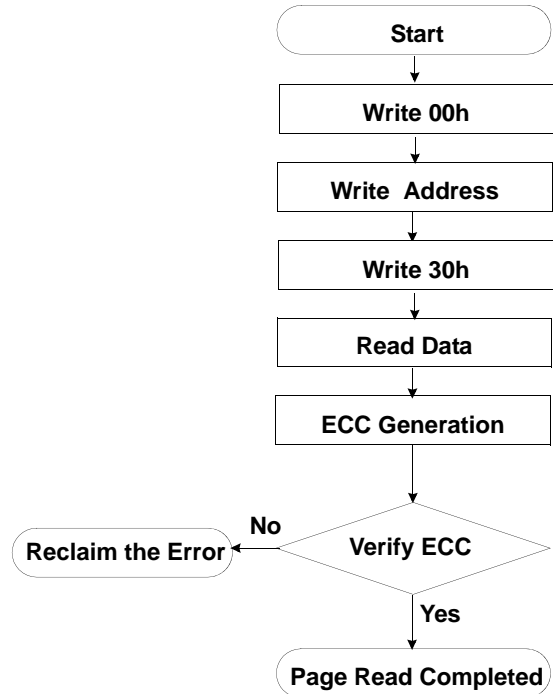 Start
Write 00h
Write Address
Write 30h
Read Data
ECC Generation
No
Reclaim the Error
Verify ECC
Yes
Page Read Completed